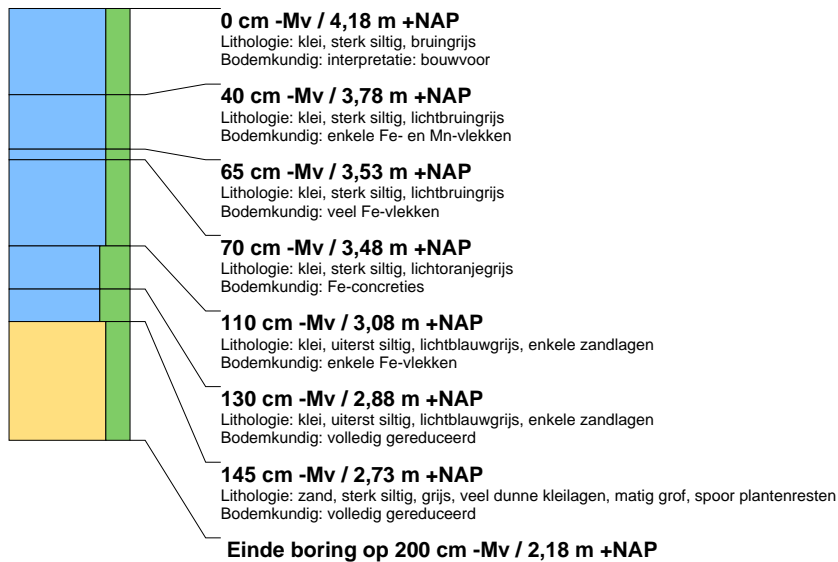 0 cm -Mv / 4,18 m +NAP
Lithologie: klei, sterk siltig, bruingrijs
Bodemkundig: interpretatie: bouwvoor
40 cm -Mv / 3,78 m +NAP
Lithologie: klei, sterk siltig, lichtbruingrijs
Bodemkundig: enkele Fe- en Mn-vlekken
65 cm -Mv / 3,53 m +NAP
Lithologie: klei, sterk siltig, lichtbruingrijs
Bodemkundig: veel Fe-vlekken
70 cm -Mv / 3,48 m +NAP
Lithologie: klei, sterk siltig, lichtoranjegrijs
Bodemkundig: Fe-concreties
110 cm -Mv / 3,08 m +NAP
Lithologie: klei, uiterst siltig, lichtblauwgrijs, enkele zandlagen
Bodemkundig: enkele Fe-vlekken
130 cm -Mv / 2,88 m +NAP
Lithologie: klei, uiterst siltig, lichtblauwgrijs, enkele zandlagen
Bodemkundig: volledig gereduceerd
145 cm -Mv / 2,73 m +NAP
Lithologie: zand, sterk siltig, grijs, veel dunne kleilagen, matig grof, spoor plantenresten
Bodemkundig: volledig gereduceerd
Einde boring op 200 cm -Mv / 2,18 m +NAP